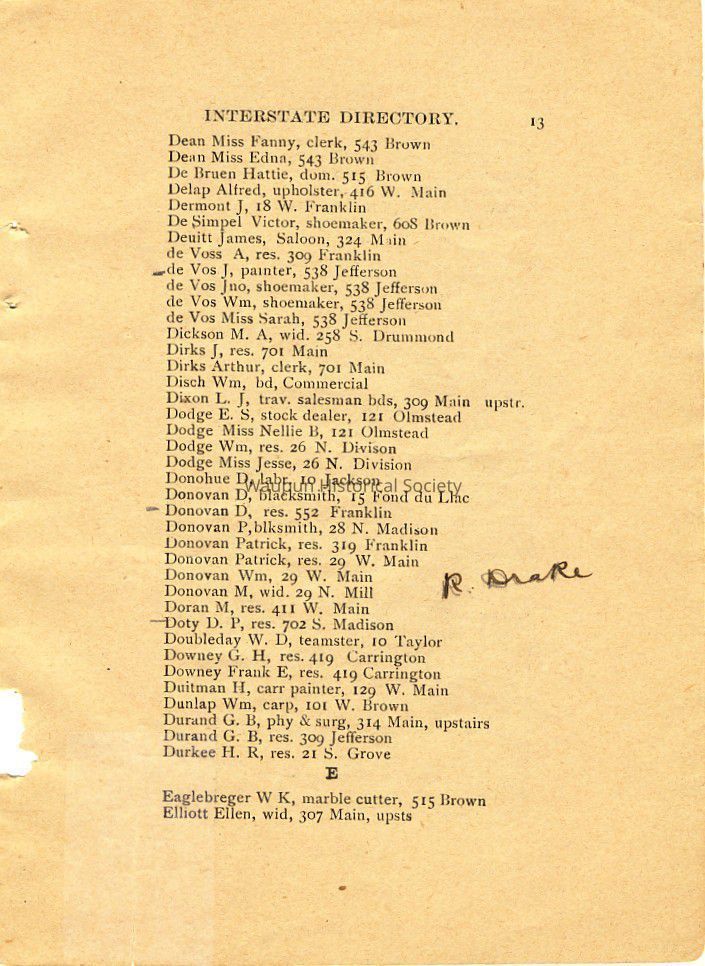 INTERSTATE DIRECTORY. 13
Dean Miss Fanny, clerk, 543 Brown
Dean Miss Edna, 543 Brown
De Bruen Hattie, dom. 515 Brown
Delap Alfred, upholster, 416 W. Main
Dermont J, 18 W. Franklin
De Simpel Victor, shoemaker, 608 Brown
Deuitt James, Saloon, 324 Main
de Voss A, res. 309 Franklin
de Vos J, painter, 538 Jefferson
de Vos Jno, shoemaker, 538 Jefferson
de Vos Wm, shoemaker, 538 Jefferson
de Vos Miss Sarah, 538 Jefferson
Dickson M. A, wid. 258 S. Drummond
Dirks J, res. 701 Main
Dirks Arthur, clerk, 701 Main
Disch Wm, bd, Commercial
Dixon L. J, trav. salesman bds, 309 Main upstr.
Dodge E. S, stock dealer, 121 Olmstead
Dodge Miss Nellie B, 121 Olmstead
Dodge Wm, res. 26 N. Divison
Dodge Miss Jesse, 26 N. Division
Donohue D, labr, 10 Jackson
Waupun Historical Society
Donovan D, blacksmith, 15 Fond du Llac
Donovan D, res. 552 Franklin
Donovan P, blksmith, 28 N. Madison
Donovan Patrick, res. 319 Franklin
Donovan Patrick, res. 29 W. Main
Donovan Wm, 29 W. Main
R. Drake
Donovan M, wid. 29 N. Mill
Doran M, res. 411 W. Main
Doty D. P, res. 702 S. Madison
Doubleday W. D, teamster, 10 Taylor
Downey G. H, res. 419 Carrington
Downey Frank E, res. 419 Carrington
Duitman H, carr painter, 129 W. Main
Dunlap Wm, carp, 101 W. Brown
Durand G. B, phy & surg, 314 Main, upstairs
Durand G. B, res. 309 Jefferson
Durkee H. R, res. 21 S. Grove
E
Eaglebreger W K, marble cutter, 515 Brown
Elliott Ellen, wid, 307 Main, upsts